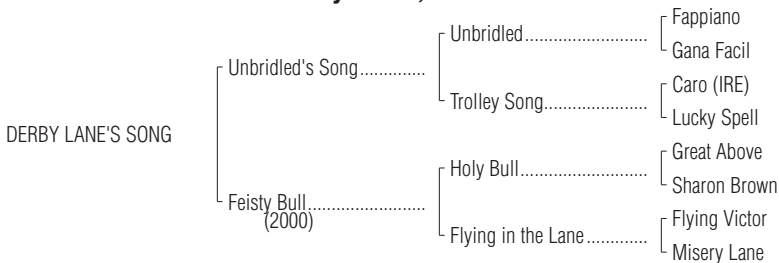 Fappiano
Unbridled
Gana Facil
Unbridled's Song
Caro (IRE)
Trolley Song
Lucky Spell
DERBY LANE'S SONG
Great Above
Holy Bull
Sharon Brown
Feisty Bull
(2000)
Flying Victor
Flying in the Lane
Misery Lane